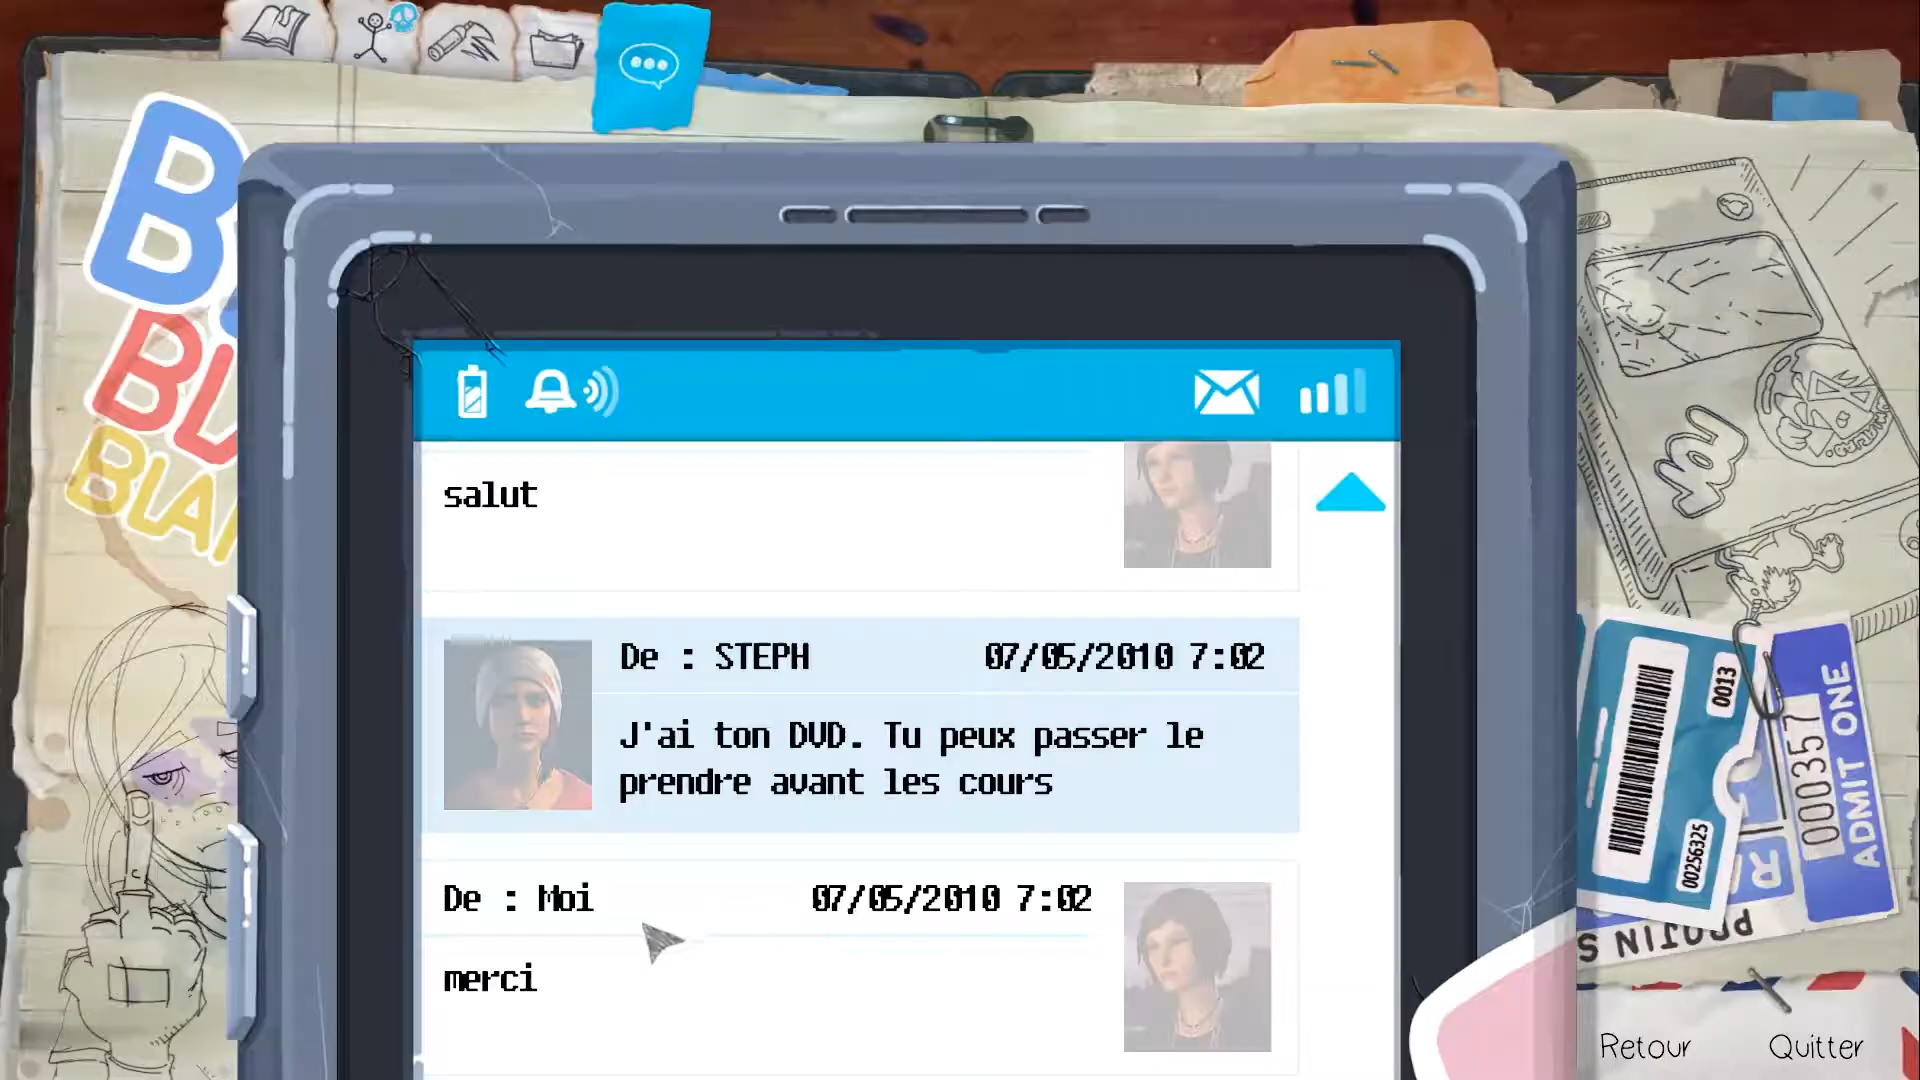 salut
De : STEPH 07/05/2010 7:02
J'ai ton DVD. Tu peux passer le
prendre avant les cours
De : Moi 07/05/2010 7:02
merci
0013
00256325
000357
ADMIT ONE
Retour Quitter